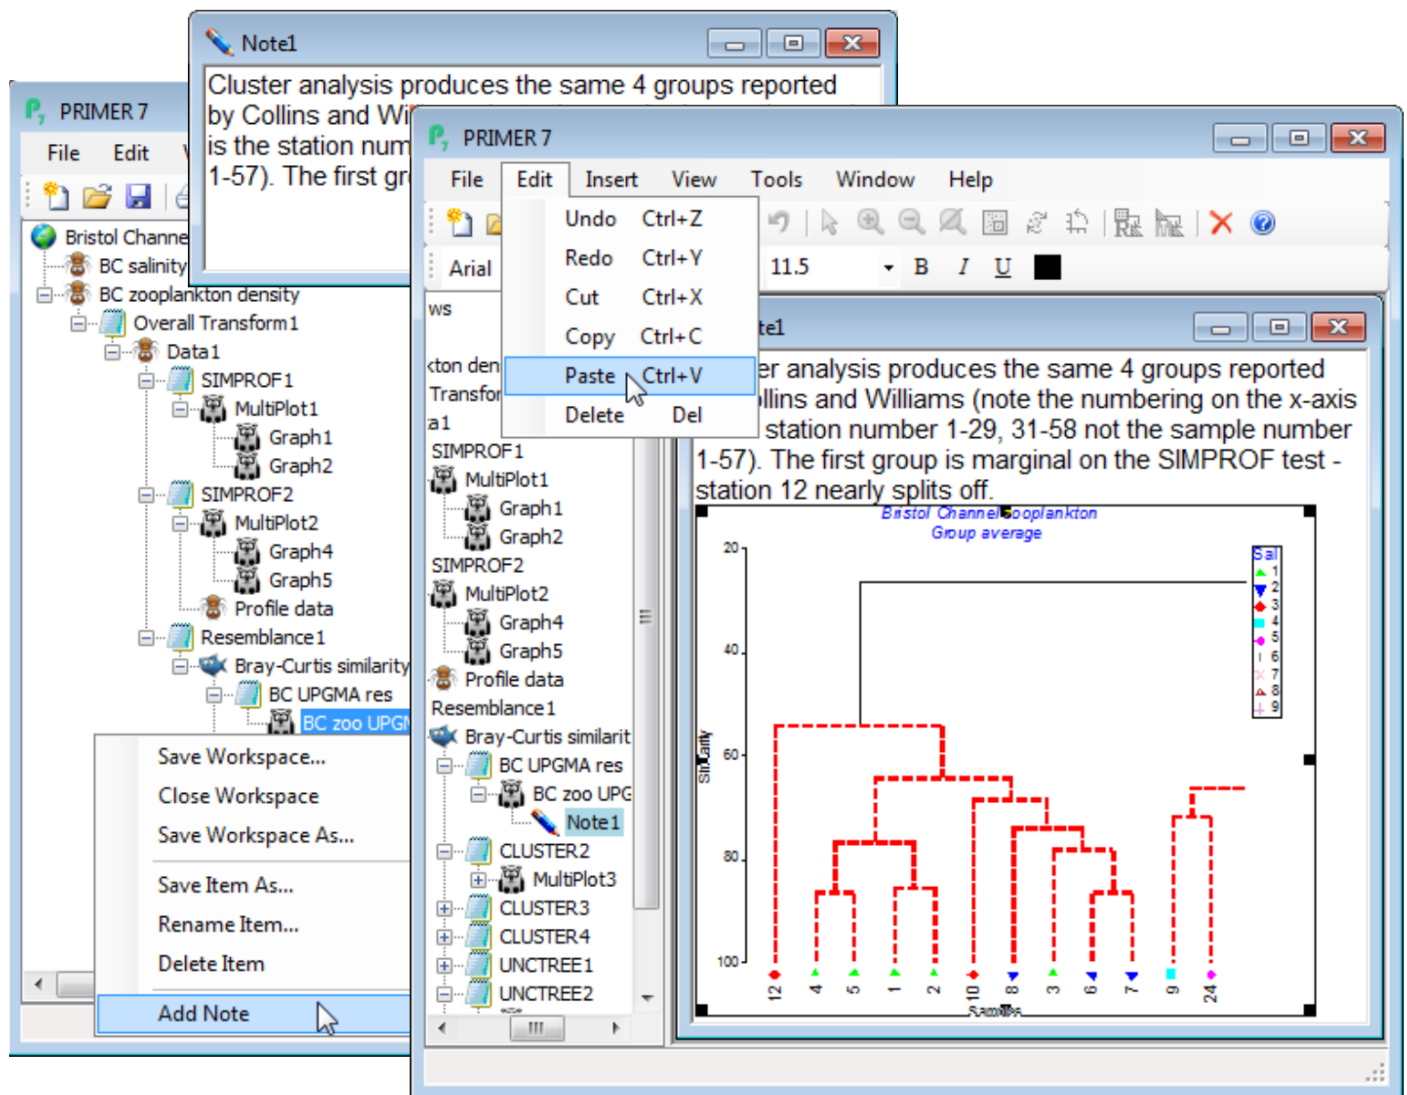 Note1
Cluster analysis produces the same 4 groups reported
by Collins and Wi
is the station num
1-57). The first gr
PRIMER 7
File Edit
Bristol Channe
BC salinity
BC zooplankton density
Overall Transform1
Data1
SIMPROF1
MultiPlot1
Graph1
Graph2
SIMPROF2
MultiPlot2
Graph4
Graph5
Profile data
Resemblance1
Bray-Curtis similarity
BC UPGMA res
BC zoo UPGM
Save Workspace...
Close Workspace
Save Workspace As...
Save Item As...
Rename Item...
Delete Item
Add Note
PRIMER 7
File Edit Insert View Tools Window Help
Undo Ctrl+Z
Redo Ctrl+Y
Cut Ctrl+X
Copy Ctrl+C
Paste Ctrl+V
Delete Del
Arial 11.5 B I U
ws
kton den
Transfor
a1
SIMPROF1
MultiPlot1
Graph1
Graph2
SIMPROF2
MultiPlot2
Graph4
Graph5
Profile data
Resemblance1
Bray-Curtis similarit
BC UPGMA res
BC zoo UPG
Note1
CLUSTER2
MultiPlot3
CLUSTER3
CLUSTER4
UNCTREE1
UNCTREE2
te1
er analysis produces the same 4 groups reported
ollins and Williams (note the numbering on the x-axis
station number 1-29, 31-58 not the sample number
1-57). The first group is marginal on the SIMPROF test -
station 12 nearly splits off.
Bristol Channel zooplankton
Group average
Similarity
20
40
60
80
100
Sal
1
2
3
4
5
6
7
8
9
12 4 5 1 2 10 8 3 6 7 9 24
Samples